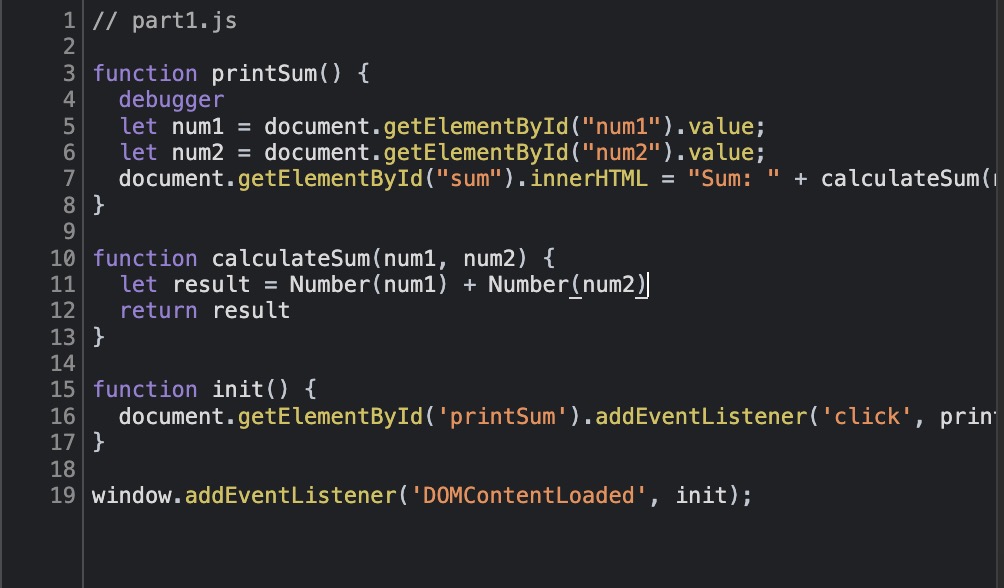 1 // part1.js
2
3 function printSum() {
4   debugger
5   let num1 = document.getElementById("num1").value;
6   let num2 = document.getElementById("num2").value;
7   document.getElementById("sum").innerHTML = "Sum: " + calculateSum(
8 }
9
10 function calculateSum(num1, num2) {
11   let result = Number(num1) + Number(num2)
12   return result
13 }
14
15 function init() {
16   document.getElementById('printSum').addEventListener('click', prin
17 }
18
19 window.addEventListener('DOMContentLoaded', init);